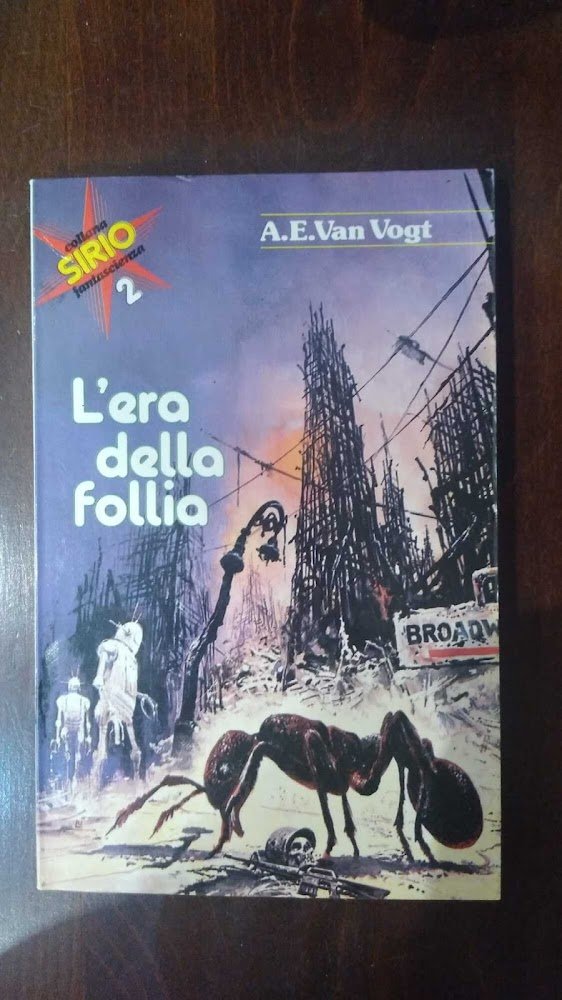 collana
SIRIO
fantascienza
2
A.E.Van Vogt
L'era
della
follia
BROADW